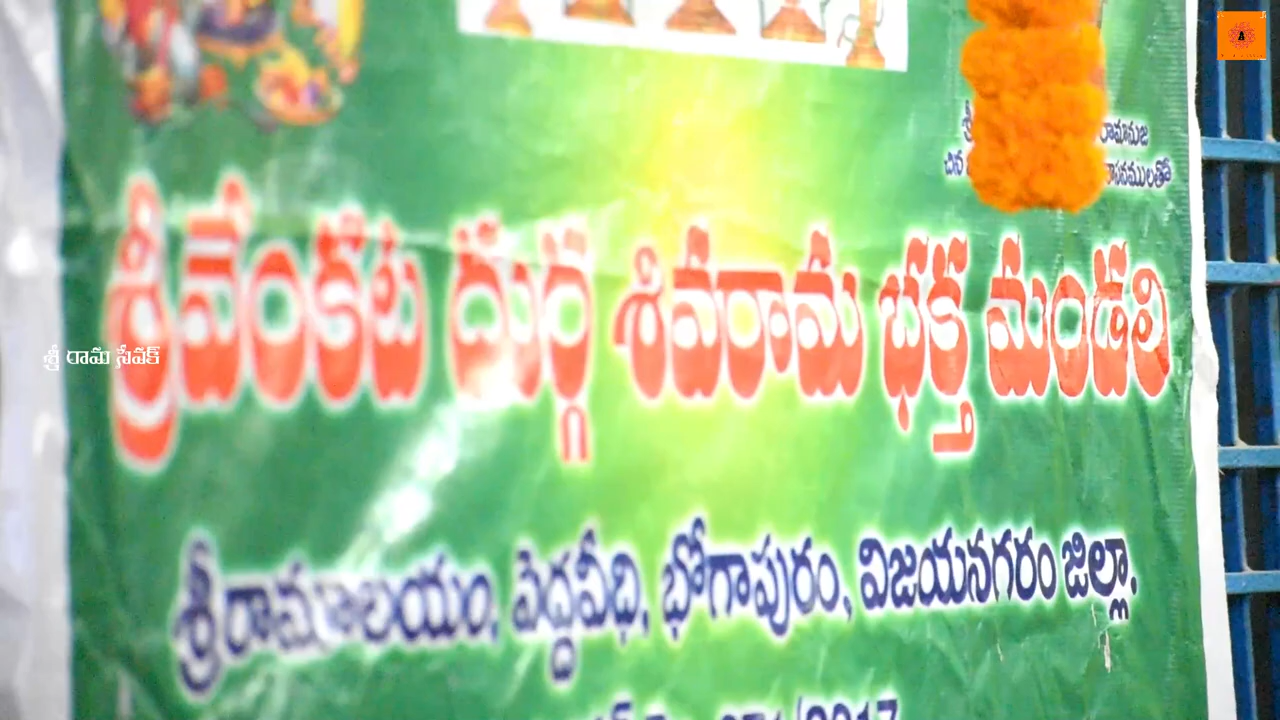 రామానుజ
చిన
శ్రీ వేంకట దుర్గ శివరామ భక్త మండలి
శ్రీ రామ సేవక్
శ్రీరామాలయం, పెద్దవీధి, భోగాపురం, విజయనగరం జిల్లా.